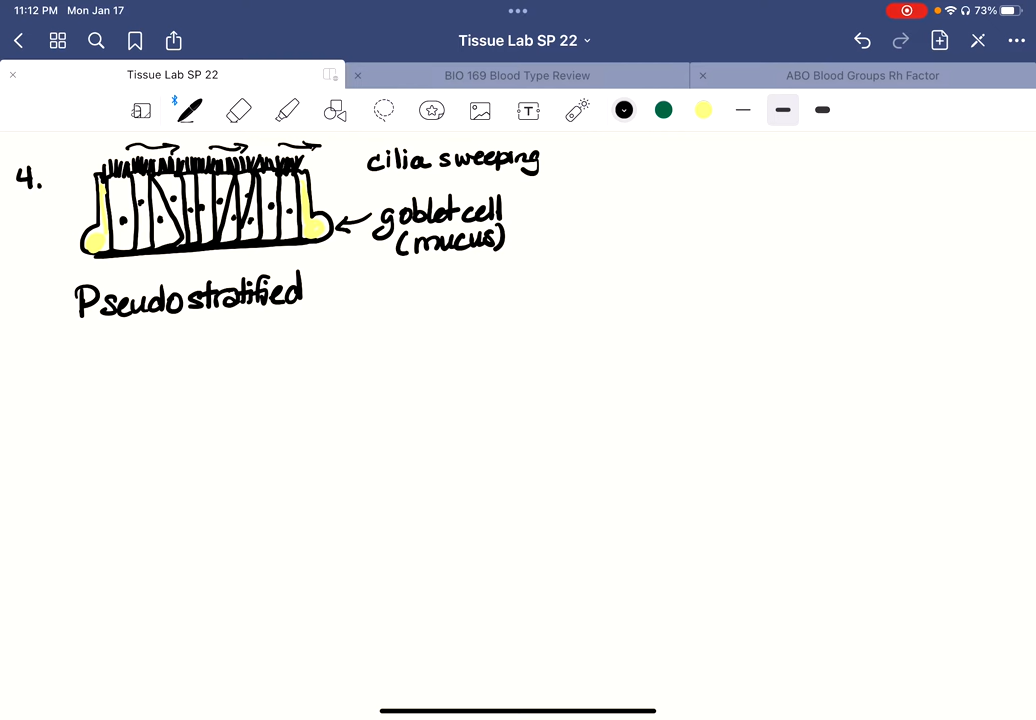 11:12 PM Mon Jan 17
73%
Tissue Lab SP 22
Tissue Lab SP 22
BIO 169 Blood Type Review
ABO Blood Groups Rh Factor
4.
cilia sweeping
goblet cell
(mucus)
Pseudostratified